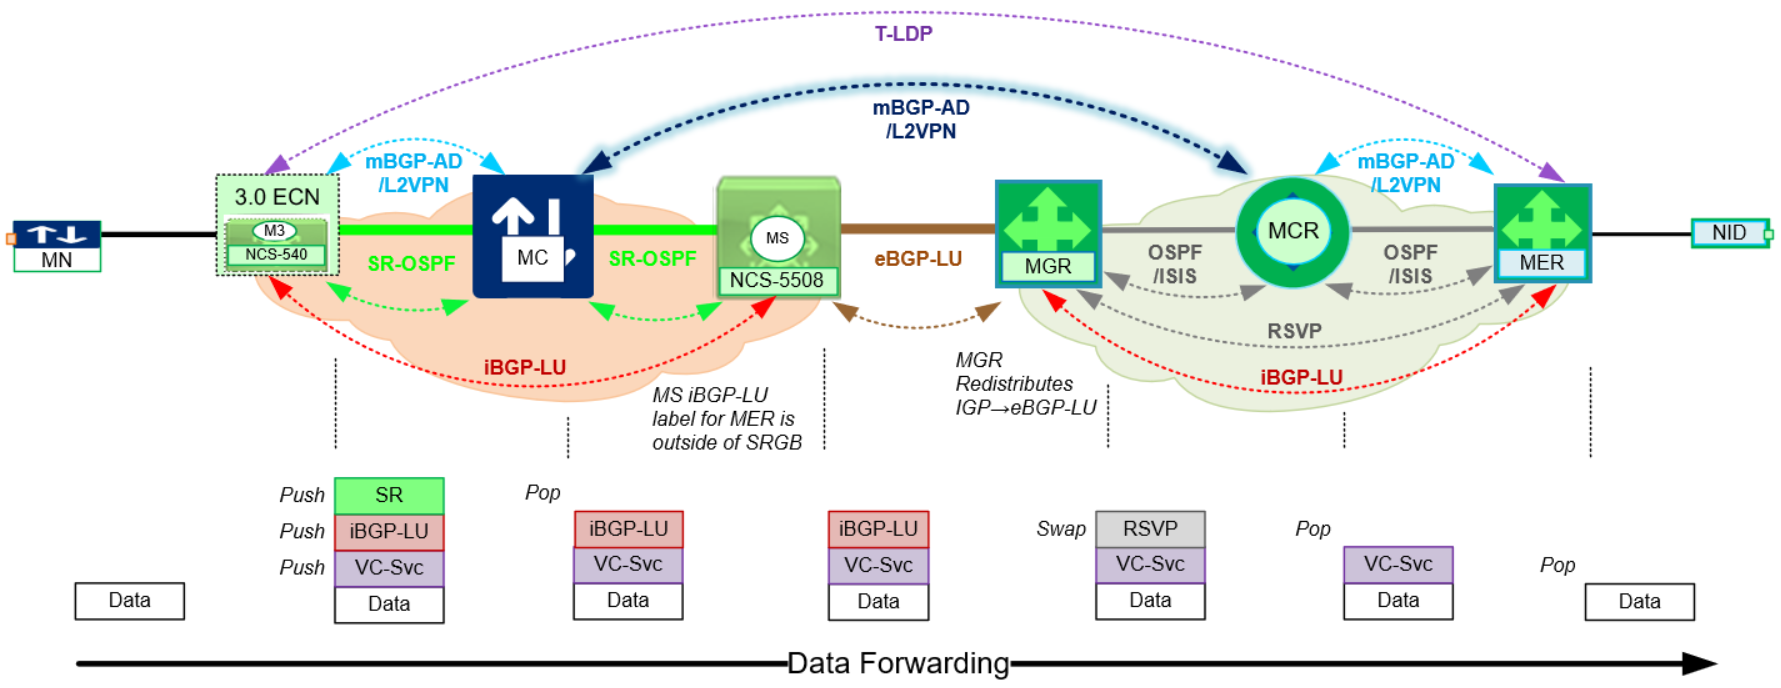 T-LDP
mBGP-AD
/L2VPN
mBGP-AD
/L2VPN
mBGP-AD
/L2VPN
3.0 ECN
M3
NCS-540
MN
SR-OSPF
MC
SR-OSPF
MS
NCS-5508
eBGP-LU
MGR
OSPF
/ISIS
MCR
OSPF
/ISIS
MER
NID
RSVP
iBGP-LU
iBGP-LU
MS iBGP-LU
label for MER is
outside of SRGB
MGR
Redistributes
IGP→eBGP-LU
Push
SR
Push
iBGP-LU
Push
VC-Svc
Data
Data
Pop
iBGP-LU
VC-Svc
Data
iBGP-LU
VC-Svc
Data
Swap
RSVP
VC-Svc
Data
Pop
VC-Svc
Data
Pop
Data
Data Forwarding